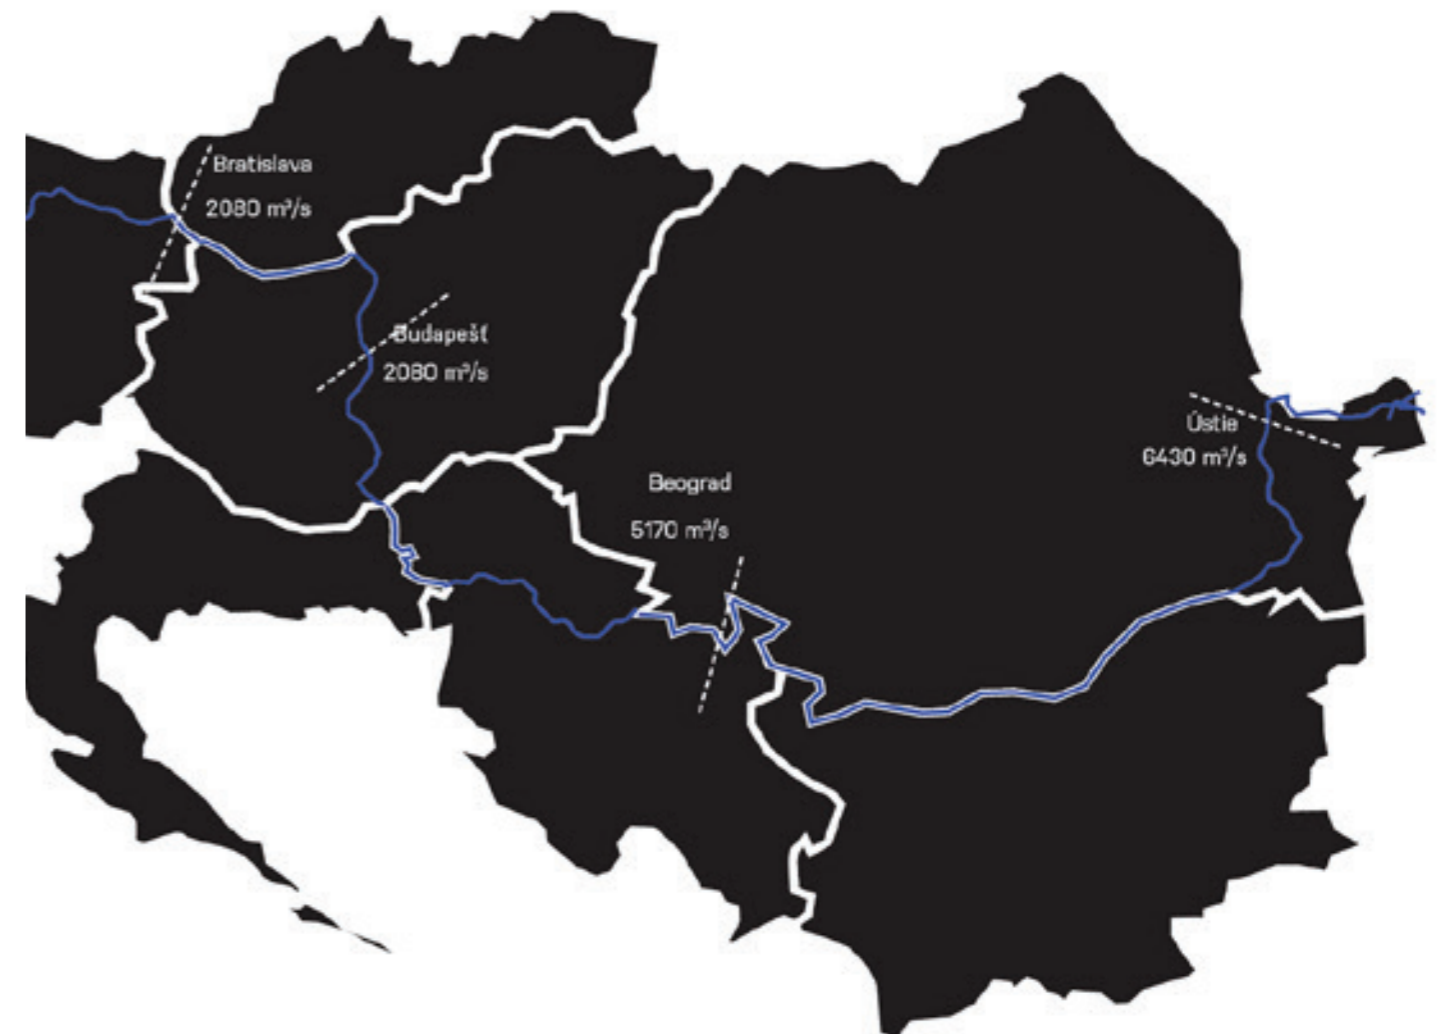 Bratislava
2080 m³/s
Budapešť
2080 m³/s
Beograd
5170 m³/s
Ústie
6430 m³/s